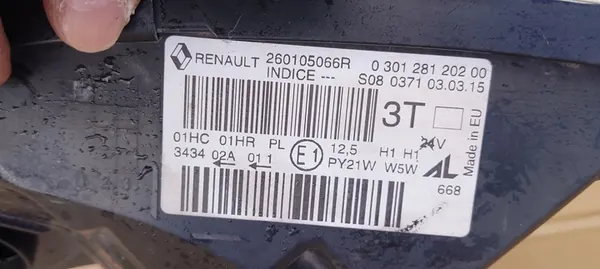 RENAULT 260105066R 0 301 281 202 00
INDICE --- S08 0371 03.03.15
3T
01HC 01HR PL E1 12,5 H1 H1 24V
3434 02A 01 1 PY21W W5W AL
668
Made in EU